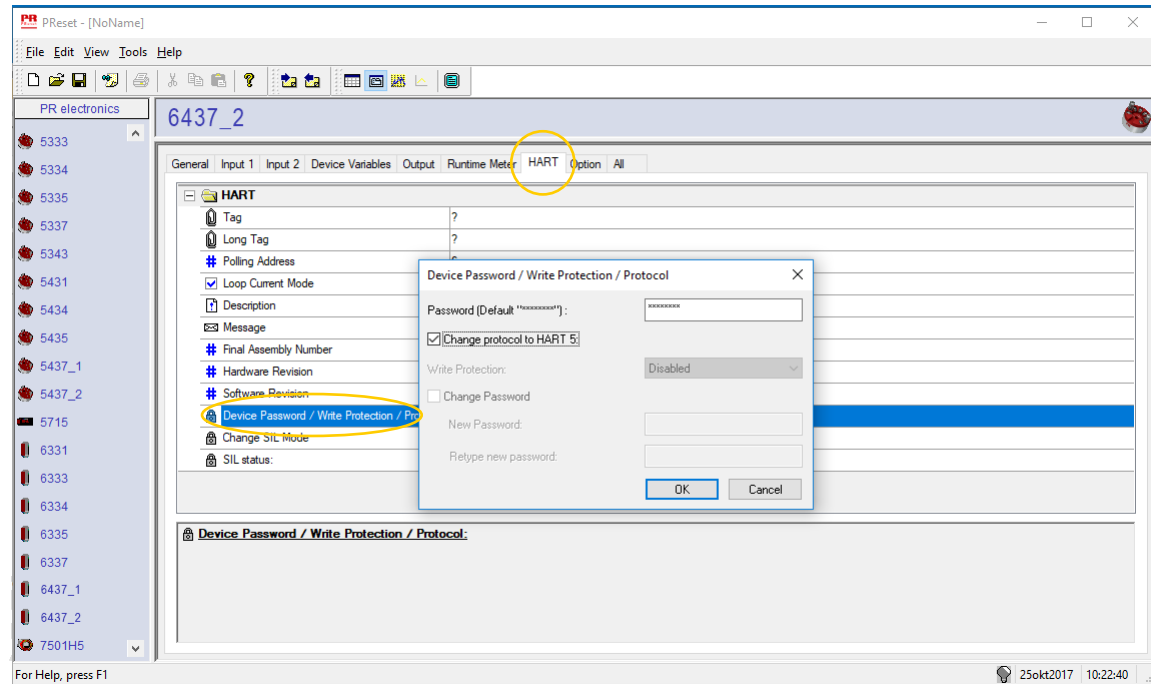 PR PReset - [NoName]
File Edit View Tools Help
PR electronics
5333
5334
5335
5337
5343
5431
5434
5435
5437_1
5437_2
5715
6331
6333
6334
6335
6337
6437_1
6437_2
7501H5
6437_2
General Input 1 Input 2 Device Variables Output Runtime Meter HART Option All
HART
Tag ?
Long Tag ?
Polling Address
Loop Current Mode
Description
Message
Final Assembly Number
Hardware Revision
Software Revision
Device Password / Write Protection / Pro
Change SIL Mode
SIL status:
Device Password / Write Protection / Protocol
Password (Default "********") : ********
Change protocol to HART 5:
Write Protection: Disabled
Change Password
New Password:
Retype new password:
OK Cancel
Device Password / Write Protection / Protocol:
For Help, press F1 25okt2017 10:22:40